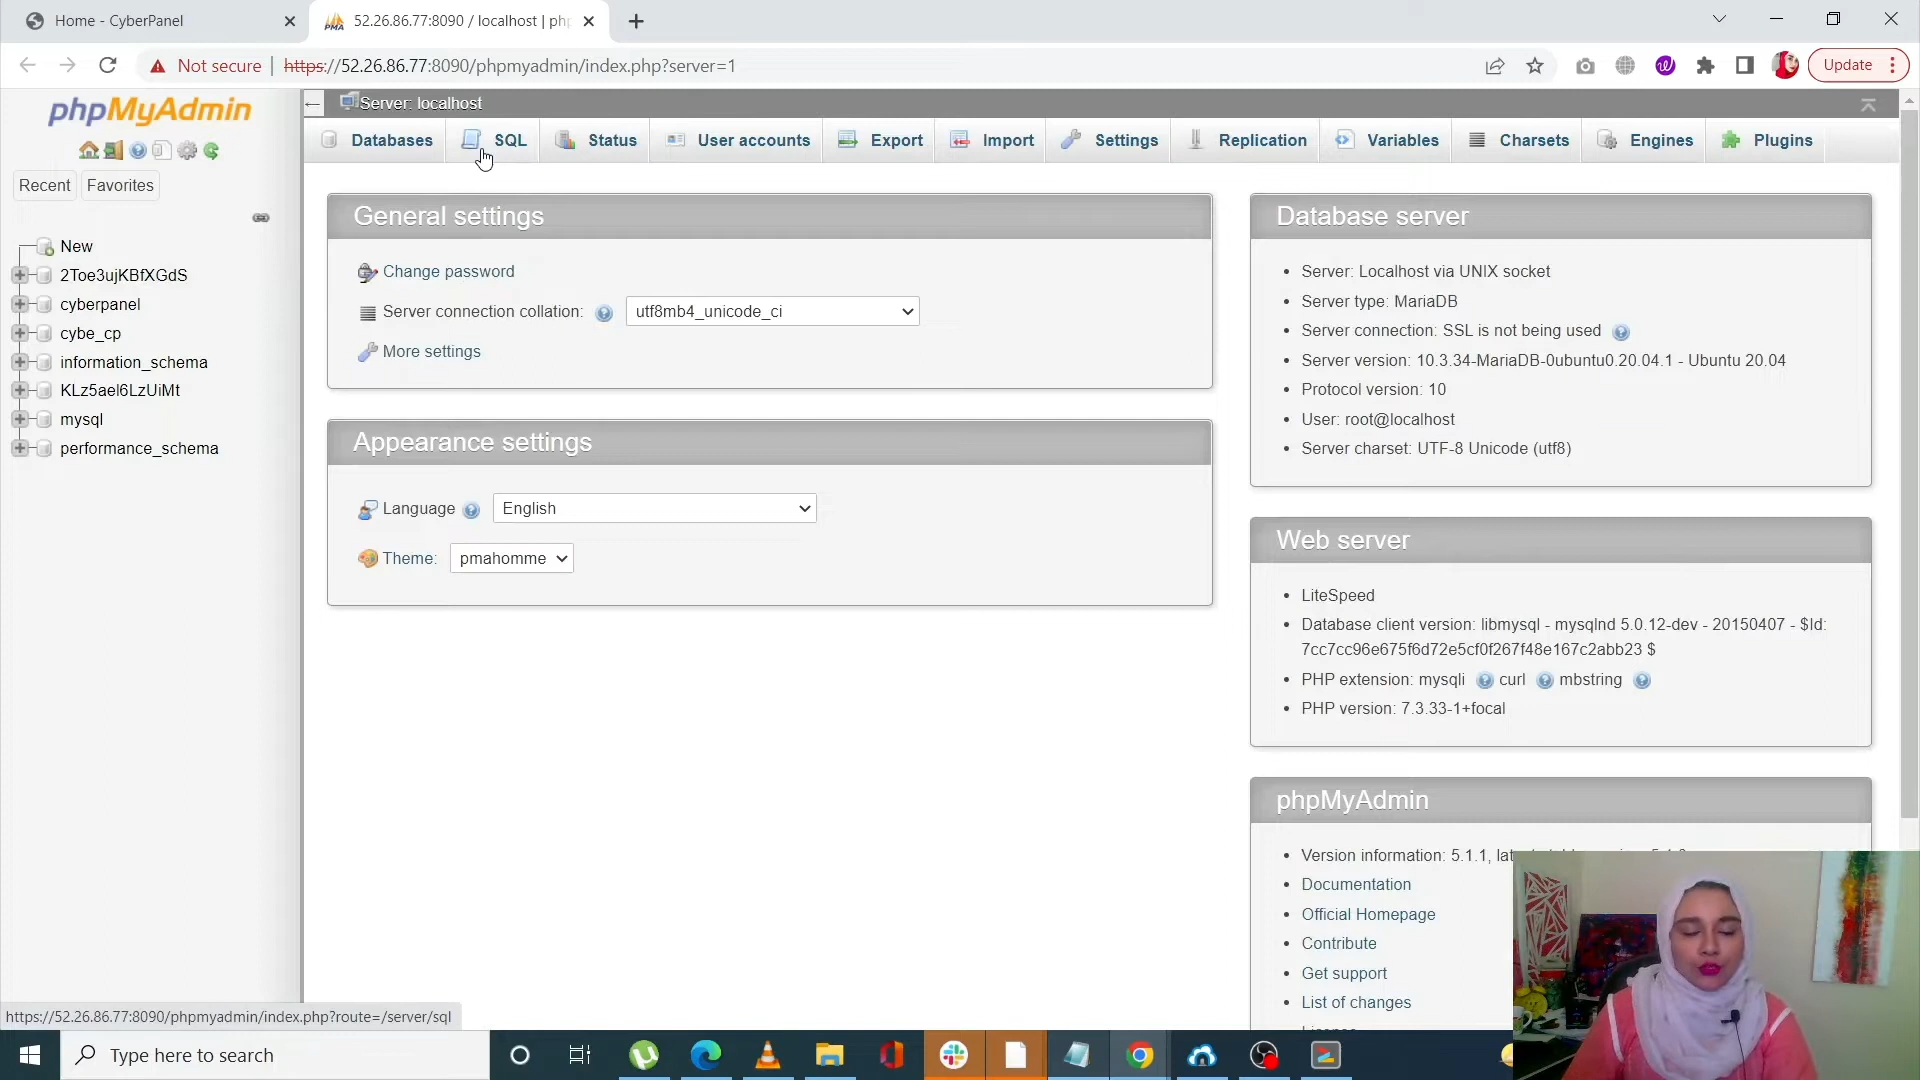 Home - CyberPanel
52.26.86.77:8090 / localhost | php
Not secure | https://52.26.86.77:8090/phpmyadmin/index.php?server=1
Update
phpMyAdmin
Recent
Favorites
New
2Toe3ujKBfXGdS
cyberpanel
cybe_cp
information_schema
KLz5ael6LzUiMt
mysql
performance_schema
Server: localhost
Databases
SQL
Status
User accounts
Export
Import
Settings
Replication
Variables
Charsets
Engines
Plugins
General settings
Change password
Server connection collation:
utf8mb4_unicode_ci
More settings
Appearance settings
Language
English
Theme:
pmahomme
Database server
Server: Localhost via UNIX socket
Server type: MariaDB
Server connection: SSL is not being used
Server version: 10.3.34-MariaDB-0ubuntu0.20.04.1 - Ubuntu 20.04
Protocol version: 10
User: root@localhost
Server charset: UTF-8 Unicode (utf8)
Web server
LiteSpeed
Database client version: libmysql - mysqlnd 5.0.12-dev - 20150407 - $Id:
7cc7cc96e675f6d72e5cf0f267f48e167c2abb23 $
PHP extension: mysqli curl mbstring
PHP version: 7.3.33-1+focal
phpMyAdmin
Version information: 5.1.1,
Documentation
Official Homepage
Contribute
Get support
List of changes
https://52.26.86.77:8090/phpmyadmin/index.php?route=/server/sql
Type here to search